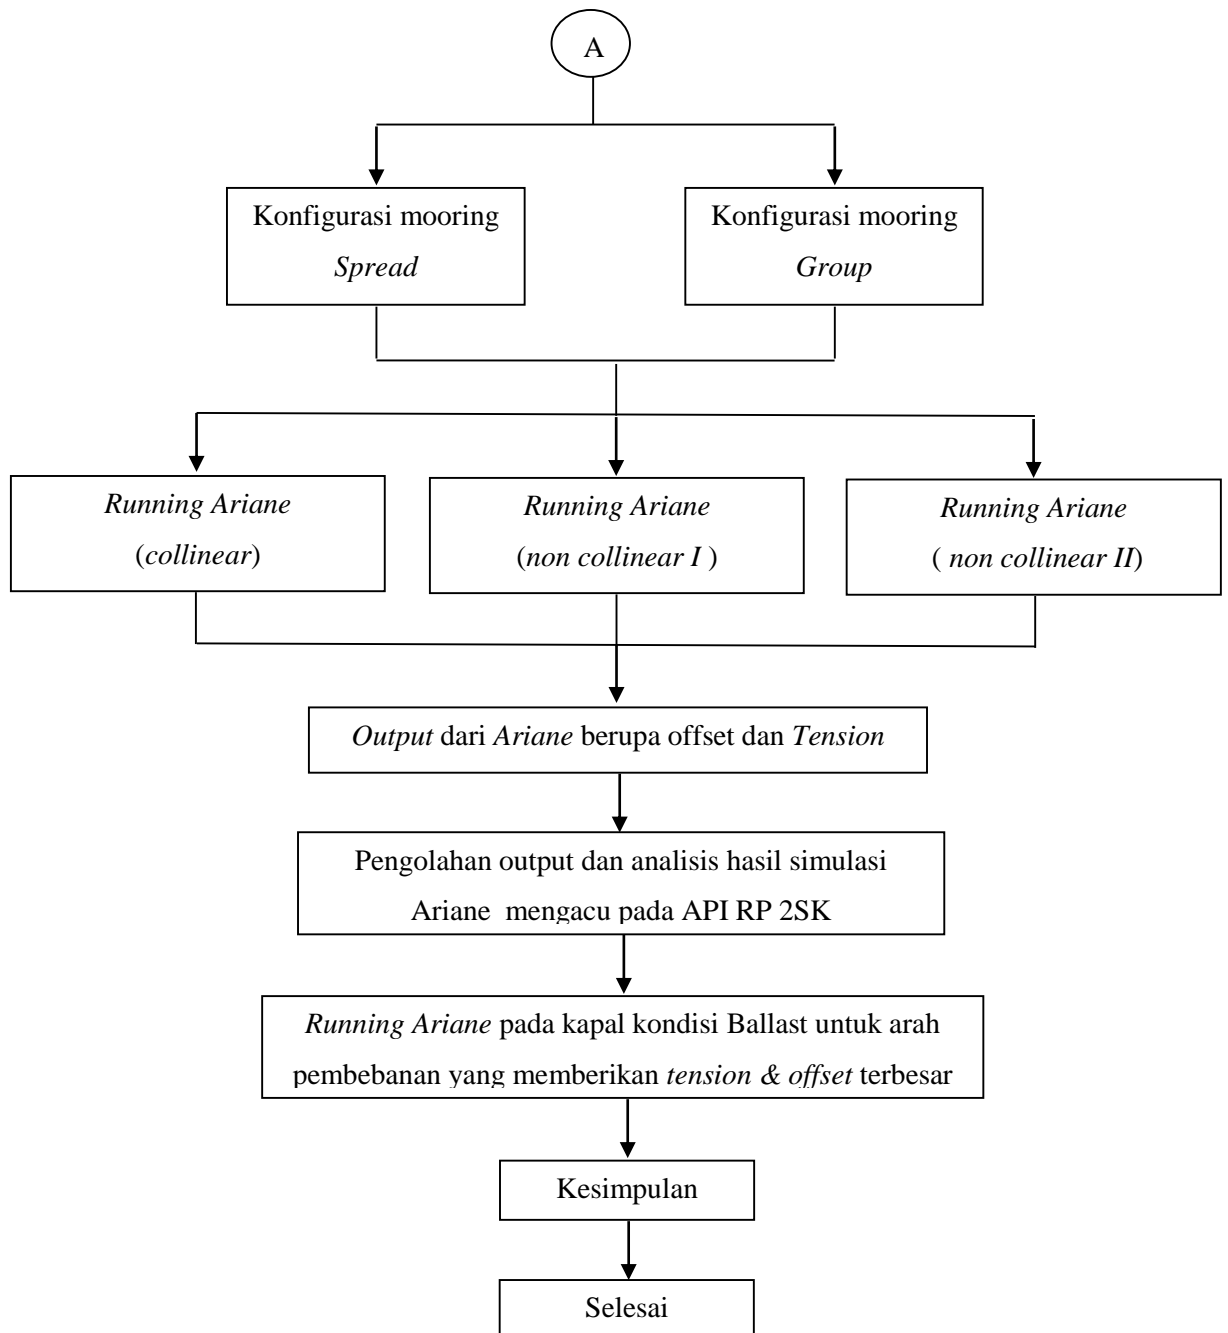 A
Konfigurasi mooring
Spread
Konfigurasi mooring
Group
Running Ariane
(collinear)
Running Ariane
(non collinear I )
Running Ariane
( non collinear II)
Output dari Ariane berupa offset dan Tension
Pengolahan output dan analisis hasil simulasi
Ariane  mengacu pada API RP 2SK
Running Ariane pada kapal kondisi Ballast untuk arah
pembebanan yang memberikan tension & offset terbesar
Kesimpulan
Selesai